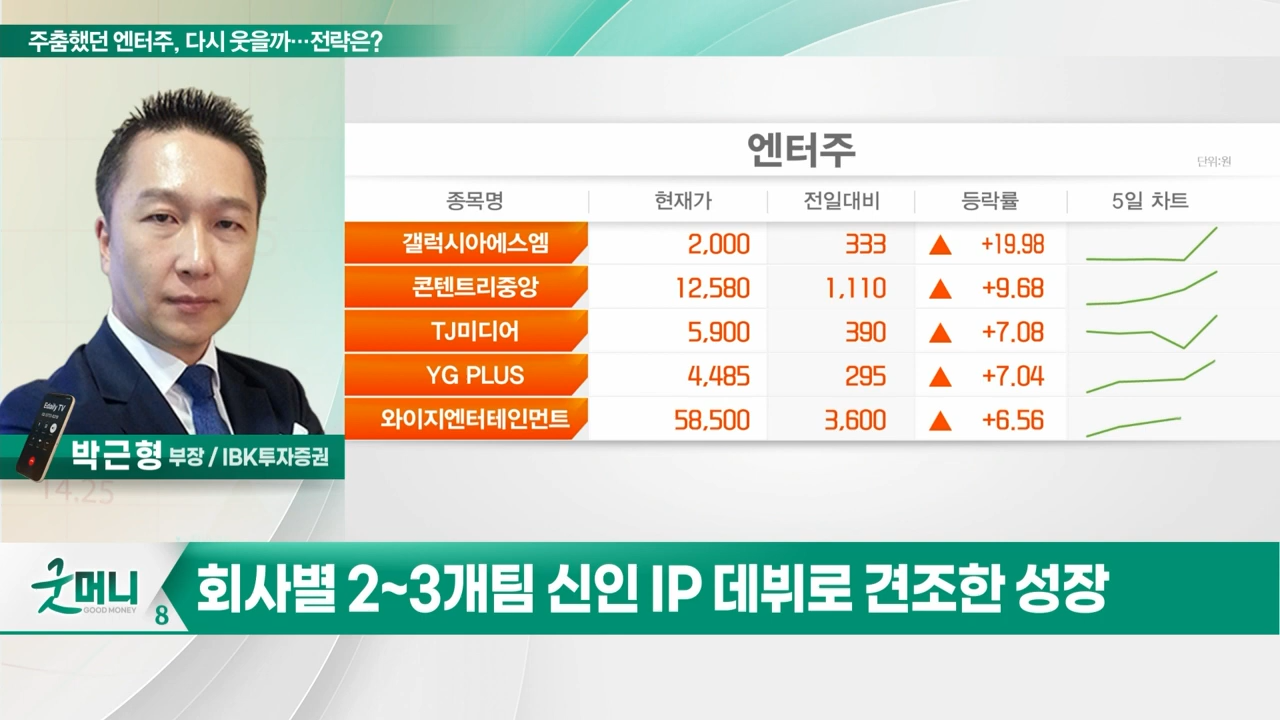 주춤했던 엔터주, 다시 웃을까…전략은?
엔터주
단위:원
종목명 현재가 전일대비 등락률 5일 차트
갤럭시아에스엠 2,000 333 ▲ +19.98
콘텐트리중앙 12,580 1,110 ▲ +9.68
TJ미디어 5,900 390 ▲ +7.08
YG PLUS 4,485 295 ▲ +7.04
와이지엔터테인먼트 58,500 3,600 ▲ +6.56
Edaily TV
박근형 부장 / IBK투자증권
14.25
굿머니
GOOD MONEY
8
회사별 2~3개팀 신인 IP 데뷔로 견조한 성장